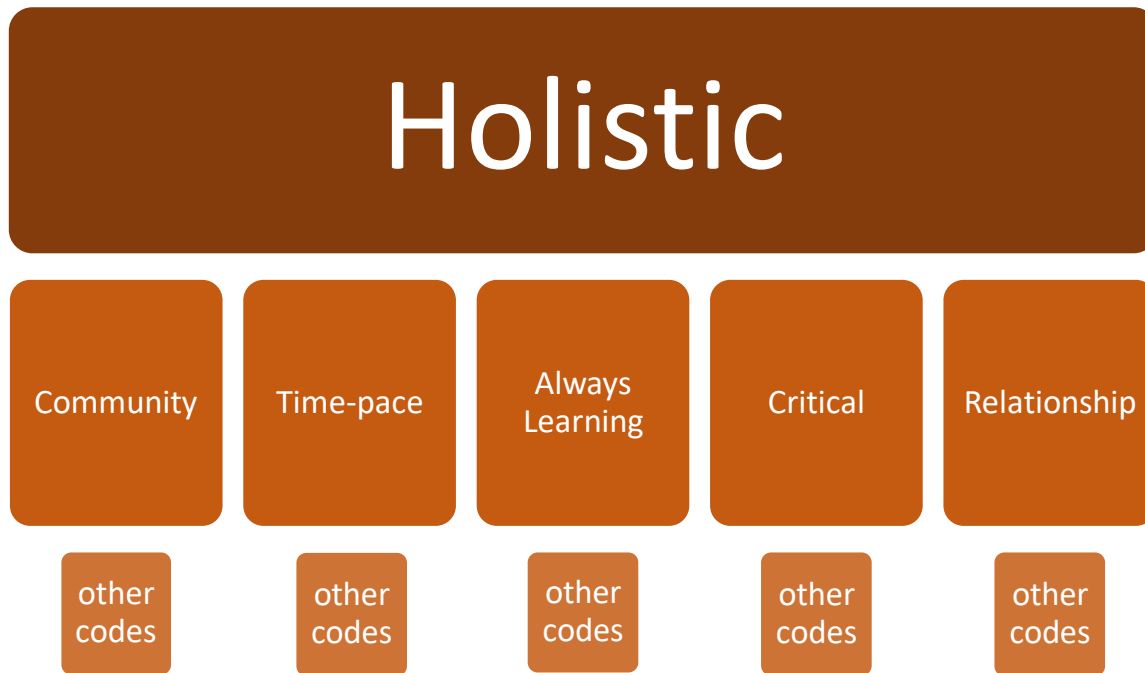 Holistic
Community
Time-pace
Always
Learning
Critical
Relationship
other
codes
other
codes
other
codes
other
codes
other
codes